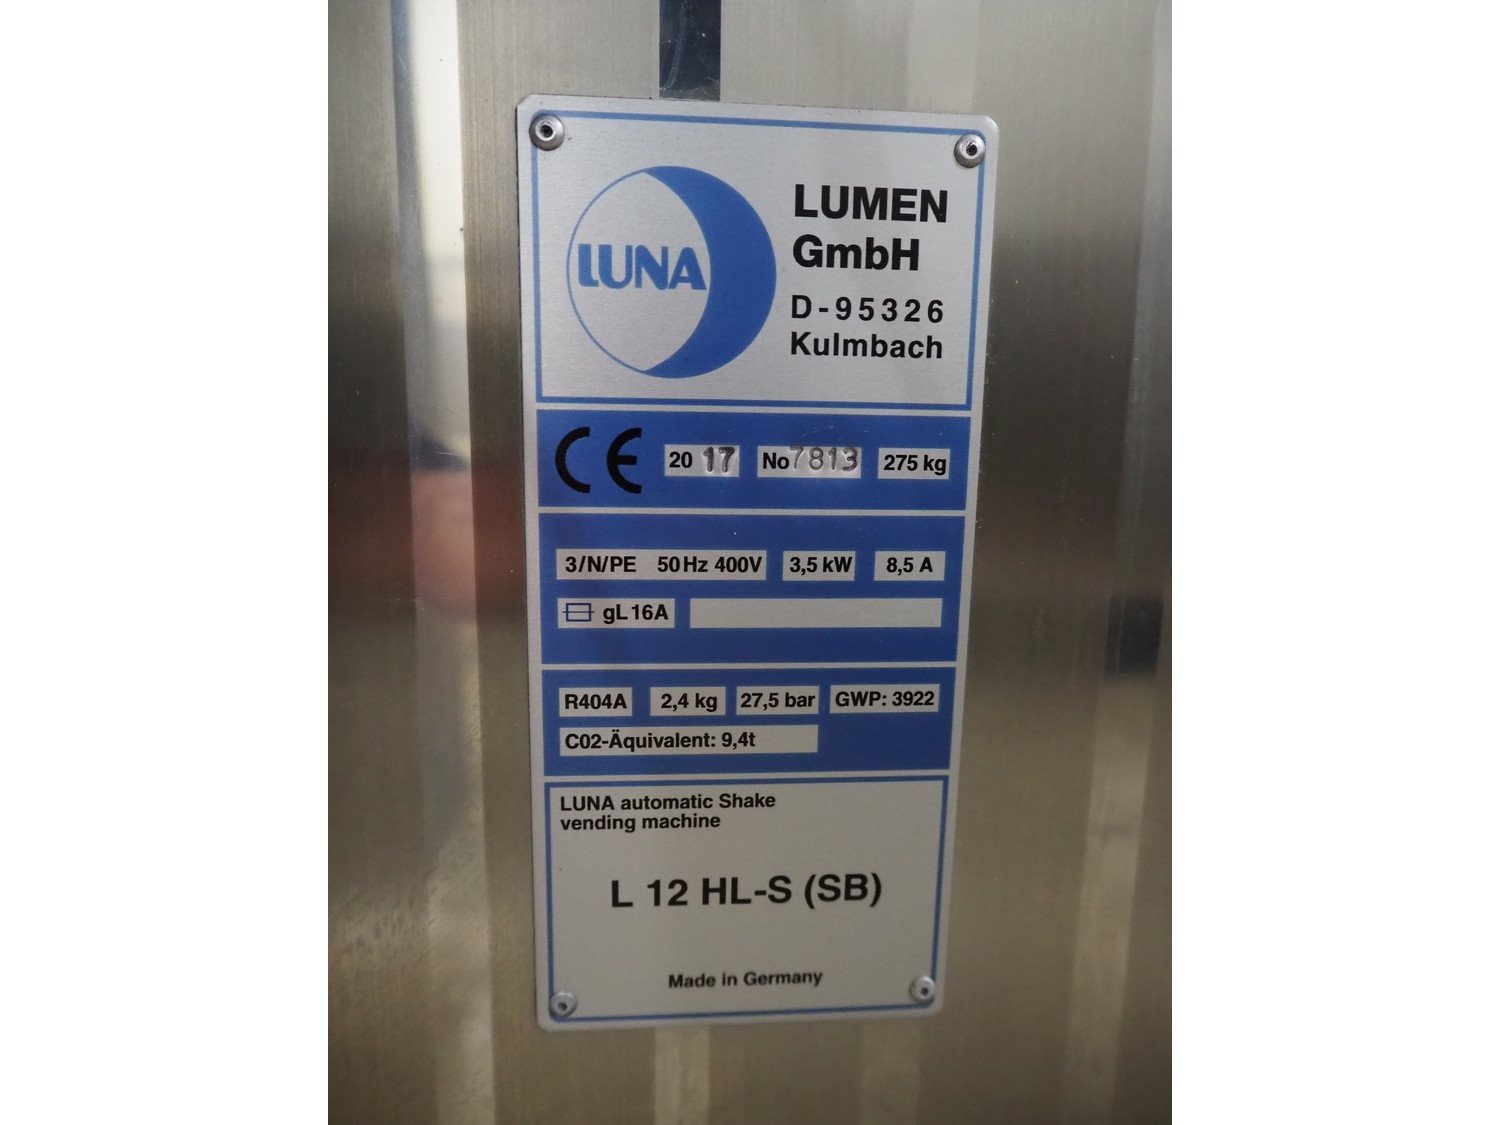 LUNA
LUMEN
GmbH
D-95326
Kulmbach
CE 20 17 No 7813 275 kg
3/N/PE 50Hz 400V 3,5 kW 8,5 A
gL 16A
R404A 2,4 kg 27,5 bar GWP: 3922
C02-Äquivalent: 9,4t
LUNA automatic Shake
vending machine
L 12 HL-S (SB)
Made in Germany